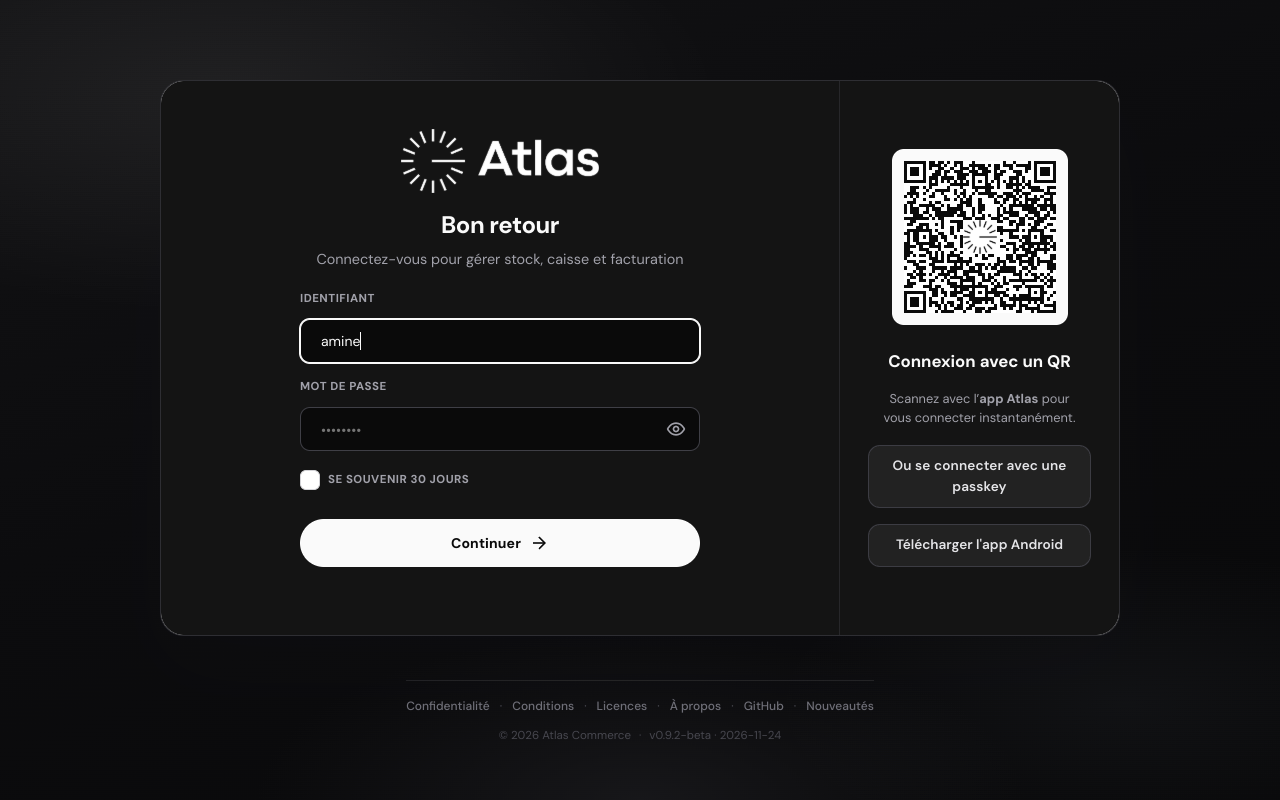 Atlas
Bon retour
Connectez-vous pour gérer stock, caisse et facturation
IDENTIFIANT
amine
MOT DE PASSE
••••••••
SE SOUVENIR 30 JOURS
Continuer →
Connexion avec un QR
Scannez avec l'app Atlas pour
vous connecter instantanément.
Ou se connecter avec une
passkey
Télécharger l'app Android
Confidentialité · Conditions · Licences · À propos · GitHub · Nouveautés
© 2026 Atlas Commerce · v0.9.2-beta · 2026-11-24